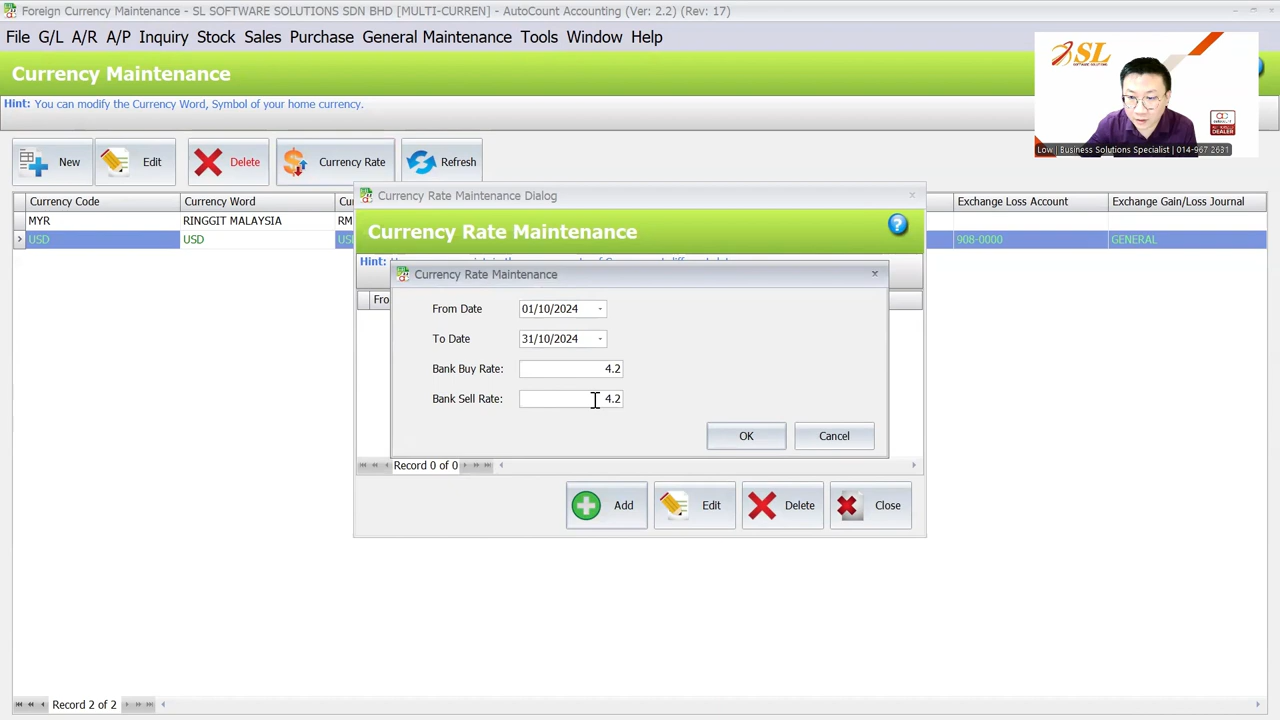 Foreign Currency Maintenance - SL SOFTWARE SOLUTIONS SDN BHD [MULTI-CURREN] - AutoCount Accounting (Ver: 2.2) (Rev: 17)
File G/L A/R A/P Inquiry Stock Sales Purchase General Maintenance Tools Window Help
Currency Maintenance
Hint: You can modify the Currency Word, Symbol of your home currency.
SL
SOFTWARE SOLUTIONS
DEALER
Low | Business Solutions Specialist | 014-967 2631
New Edit Delete Currency Rate Refresh
Currency Code Currency Word Exchange Loss Account Exchange Gain/Loss Journal
MYR RINGGIT MALAYSIA RM
USD USD 908-0000 GENERAL
Currency Rate Maintenance Dialog
Currency Rate Maintenance
Hint:
Currency Rate Maintenance
From Date 01/10/2024
To Date 31/10/2024
Bank Buy Rate: 4.2
Bank Sell Rate: 4.2
OK Cancel
Record 0 of 0
Add Edit Delete Close
Record 2 of 2